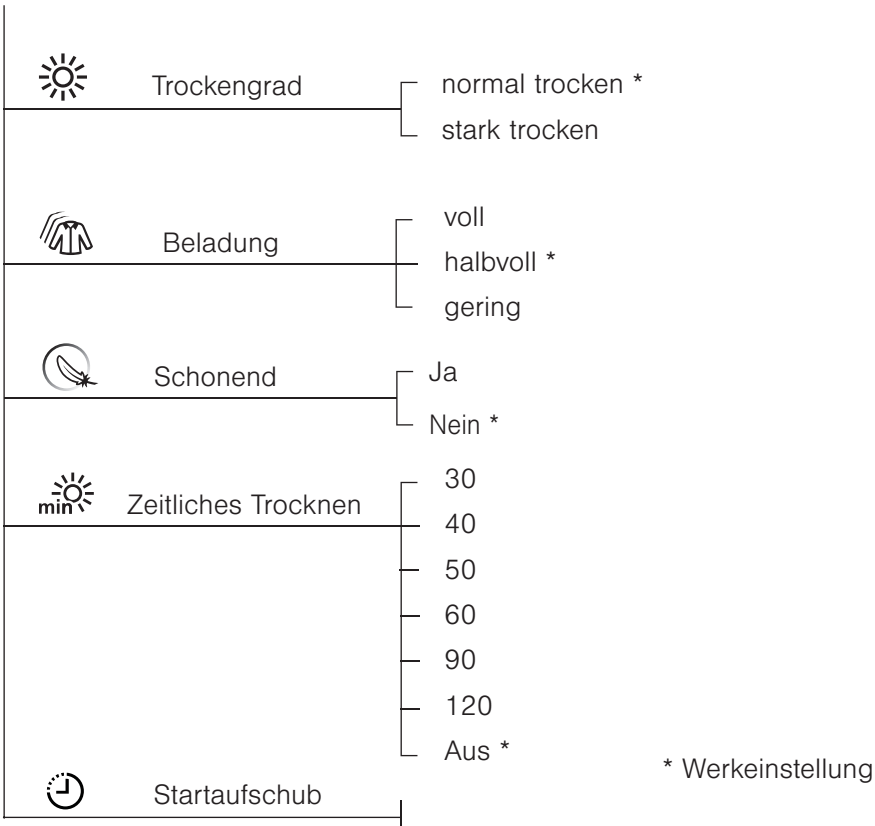 Trockengrad
normal trocken *
stark trocken
Beladung
voll
halbvoll *
gering
Schonend
Ja
Nein *
min
Zeitliches Trocknen
30
40
50
60
90
120
Aus *
* Werkeinstellung
Startaufschub